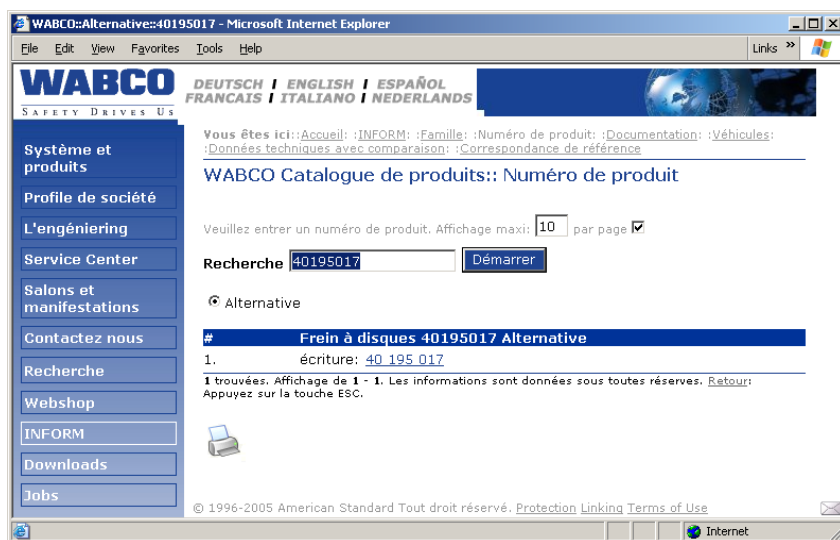 WABCO::Alternative::40195017 - Microsoft Internet Explorer
File Edit View Favorites Tools Help Links »
WABCO
SAFETY DRIVES US
DEUTSCH I ENGLISH I ESPAÑOL
FRANCAIS I ITALIANO I NEDERLANDS
Vous êtes ici::Accueil: :INFORM: :Famille: :Numéro de produit: :Documentation: :Véhicules:
:Données techniques avec comparaison: :Correspondance de référence
Système et
produits
Profile de société
L'engéniering
Service Center
Salons et
manifestations
Contactez nous
Recherche
Webshop
INFORM
Downloads
Jobs
WABCO Catalogue de produits:: Numéro de produit
Veuillez entrer un numéro de produit. Affichage maxi: 10 par page
Recherche 40195017 Démarrer
Alternative
# Frein à disques 40195017 Alternative
1. écriture: 40 195 017
1 trouvées. Affichage de 1 - 1. Les informations sont données sous toutes réserves. Retour:
Appuyez sur la touche ESC.
© 1996-2005 American Standard Tout droit réservé. Protection Linking Terms of Use
Internet